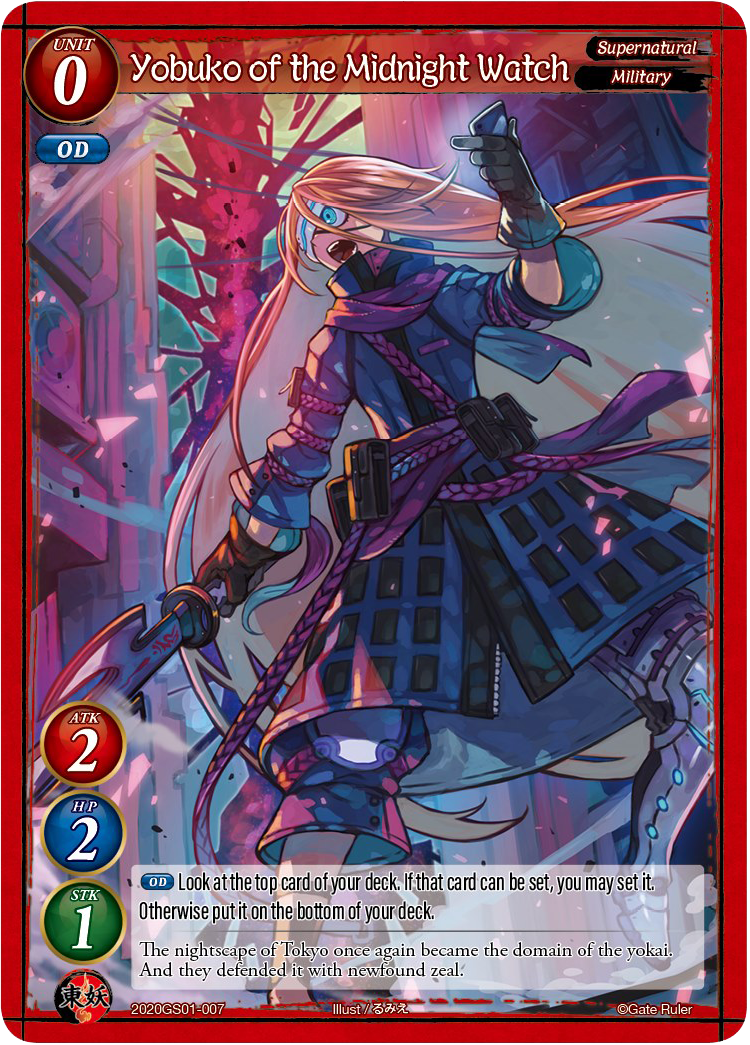 UNIT
0
Yobuko of the Midnight Watch
Supernatural
Military
OD
ATK
2
HP
2
STK
1
OD Look at the top card of your deck. If that card can be set, you may set it.
Otherwise put it on the bottom of your deck.
The nightscape of Tokyo once again became the domain of the yokai.
And they defended it with newfound zeal.
東妖
2020GS01-007
Illust / るみえ
©Gate Ruler